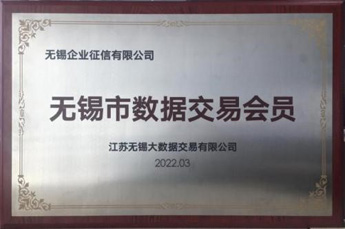 无锡企业征信有限公司
无锡市数据交易会员
江苏无锡大数据交易有限公司
2022.03